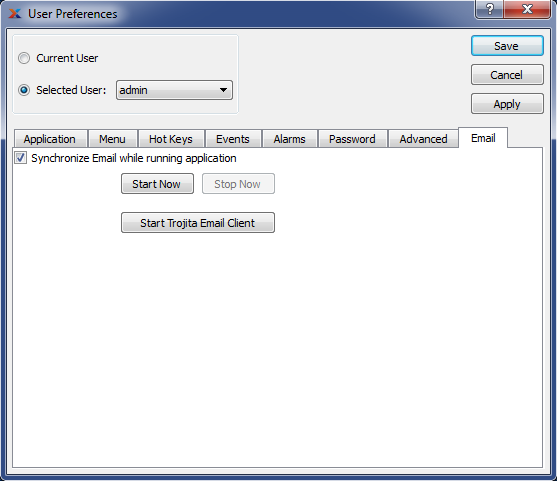 User Preferences
?
Current User
Selected User: admin
Save
Cancel
Apply
Application Menu Hot Keys Events Alarms Password Advanced Email
Synchronize Email while running application
Start Now Stop Now
Start Trojita Email Client